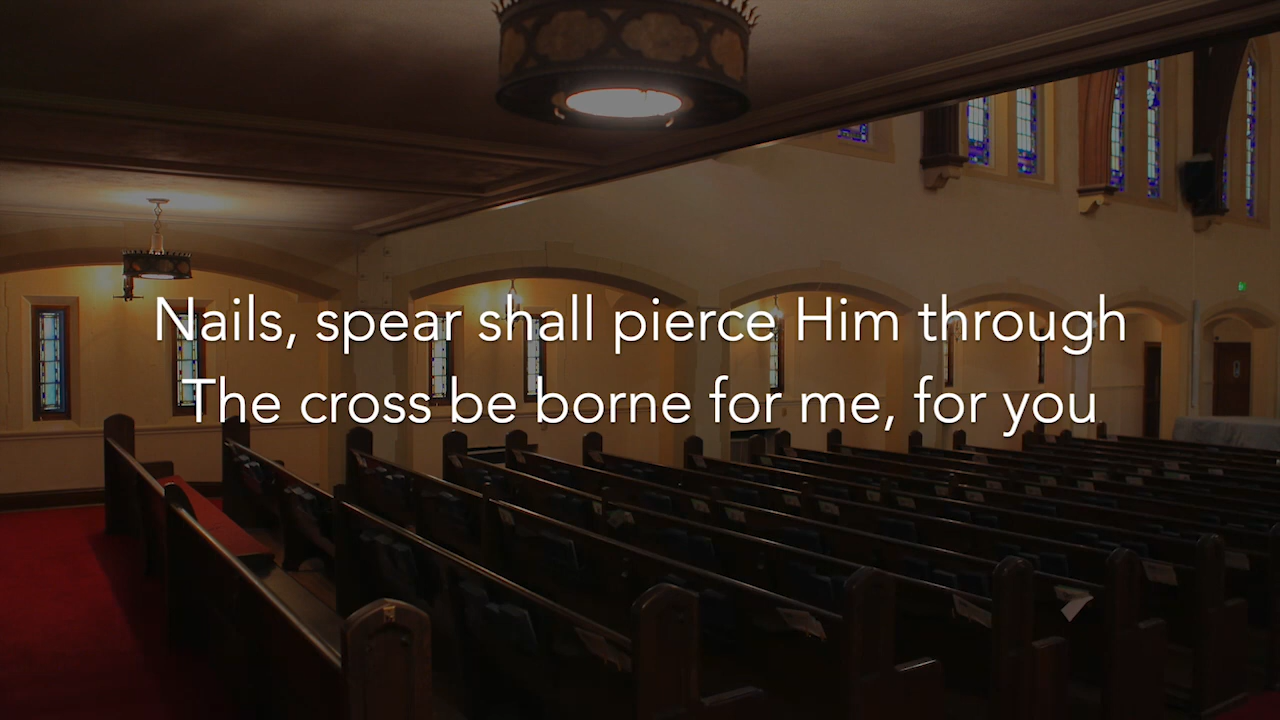 Nails, spear shall pierce Him through
The cross be borne for me, for you